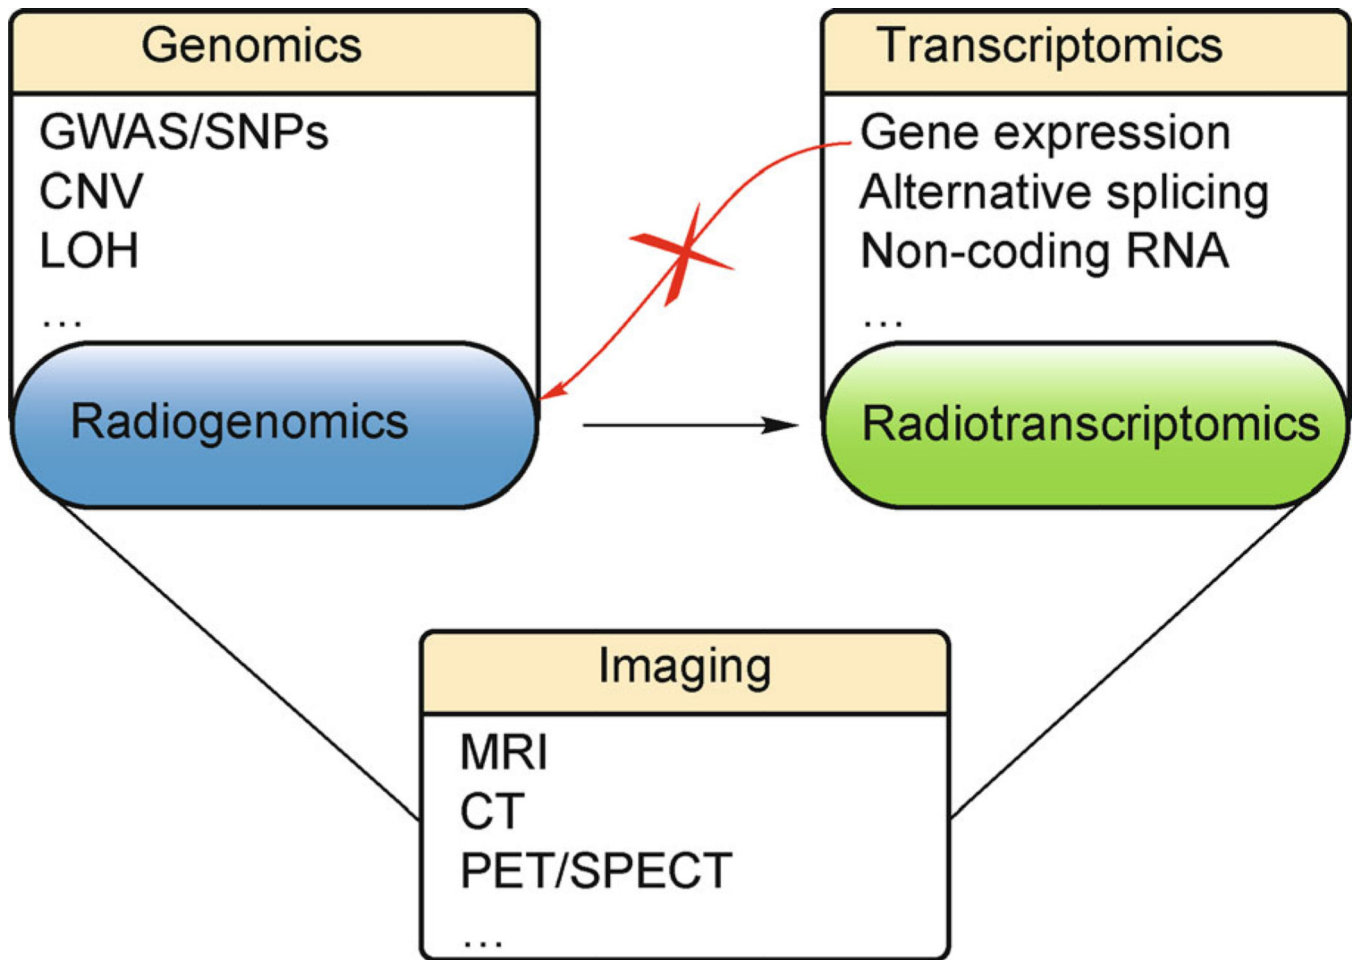 Genomics
GWAS/SNPs
CNV
LOH
...
Radiogenomics
Transcriptomics
Gene expression
Alternative splicing
Non-coding RNA
...
Radiotranscriptomics
Imaging
MRI
CT
PET/SPECT
...